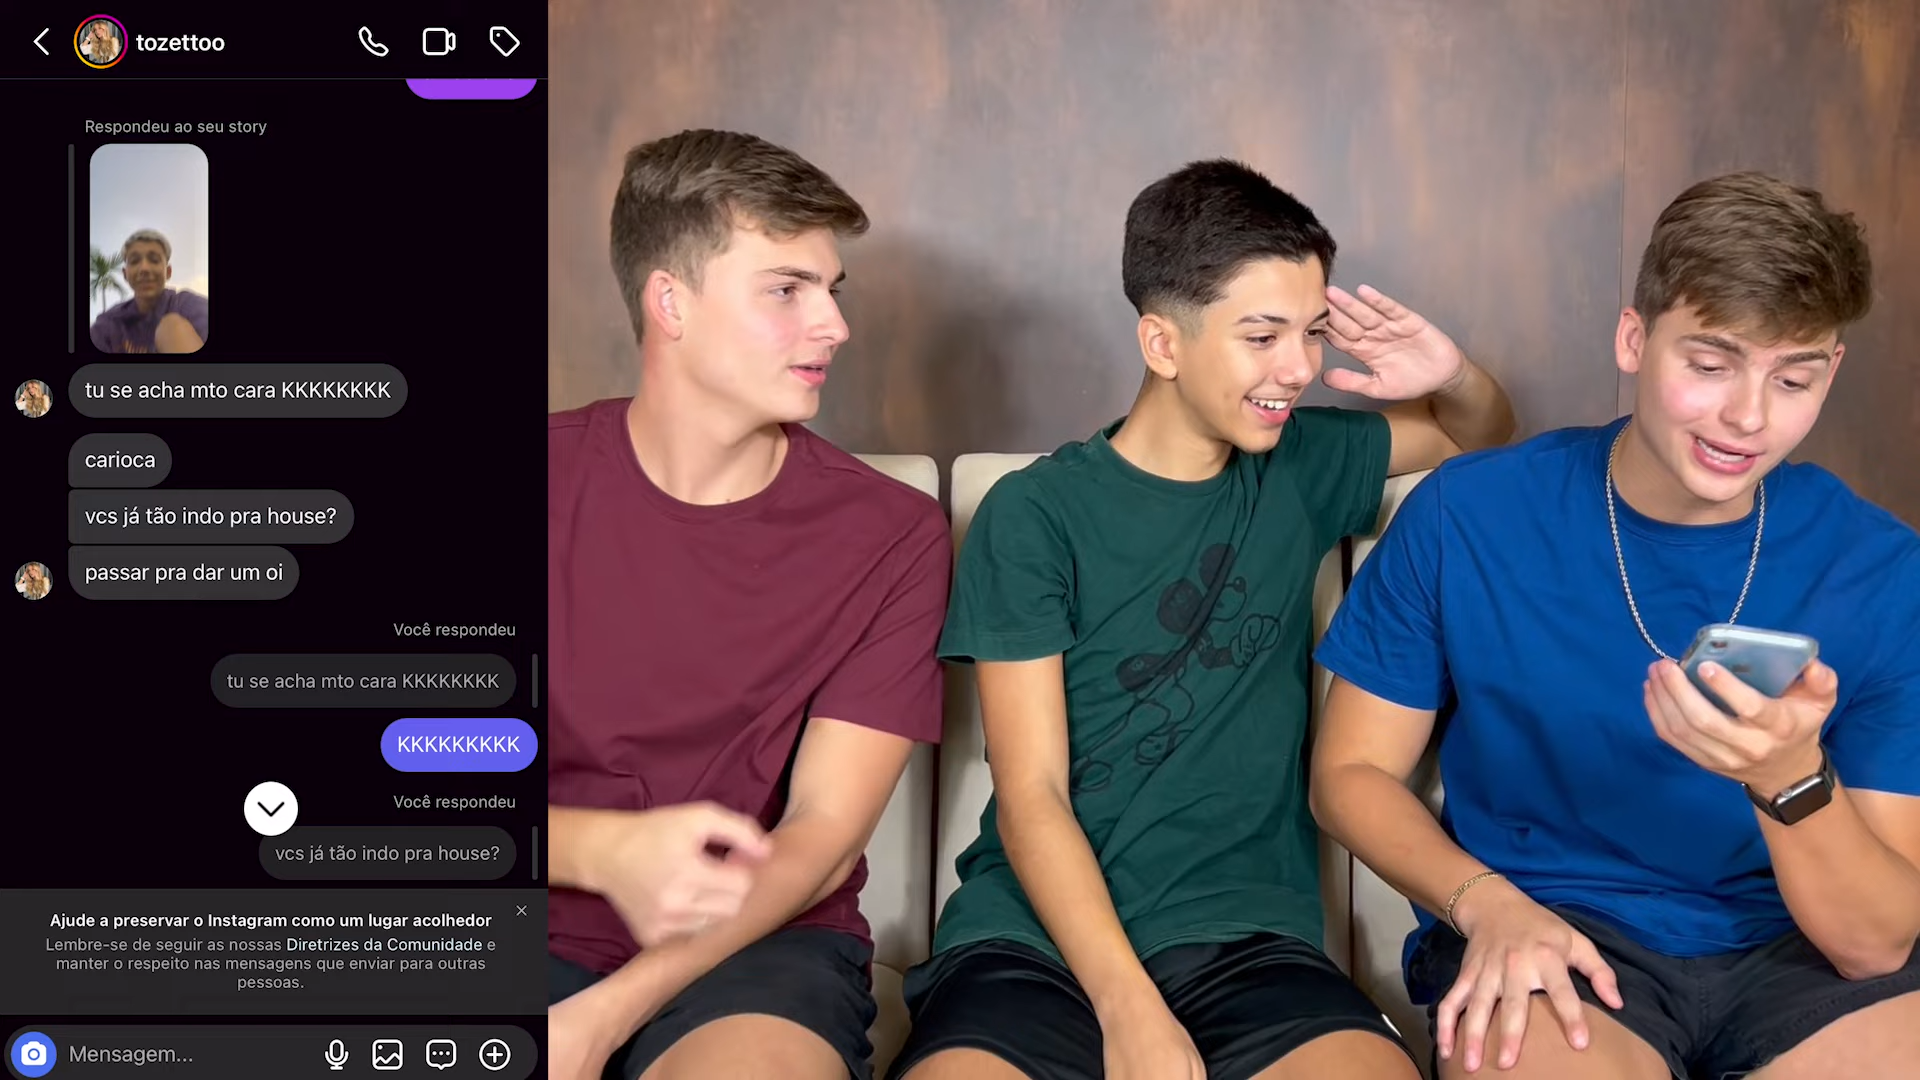 tozettoo
Respondeu ao seu story
tu se acha mto cara KKKKKKKK
carioca
vcs já tão indo pra house?
passar pra dar um oi
Você respondeu
tu se acha mto cara KKKKKKKK
KKKKKKKKK
Você respondeu
vcs já tão indo pra house?
Ajude a preservar o Instagram como um lugar acolhedor
Lembre-se de seguir as nossas Diretrizes da Comunidade e
manter o respeito nas mensagens que enviar para outras
pessoas.
Mensagem...